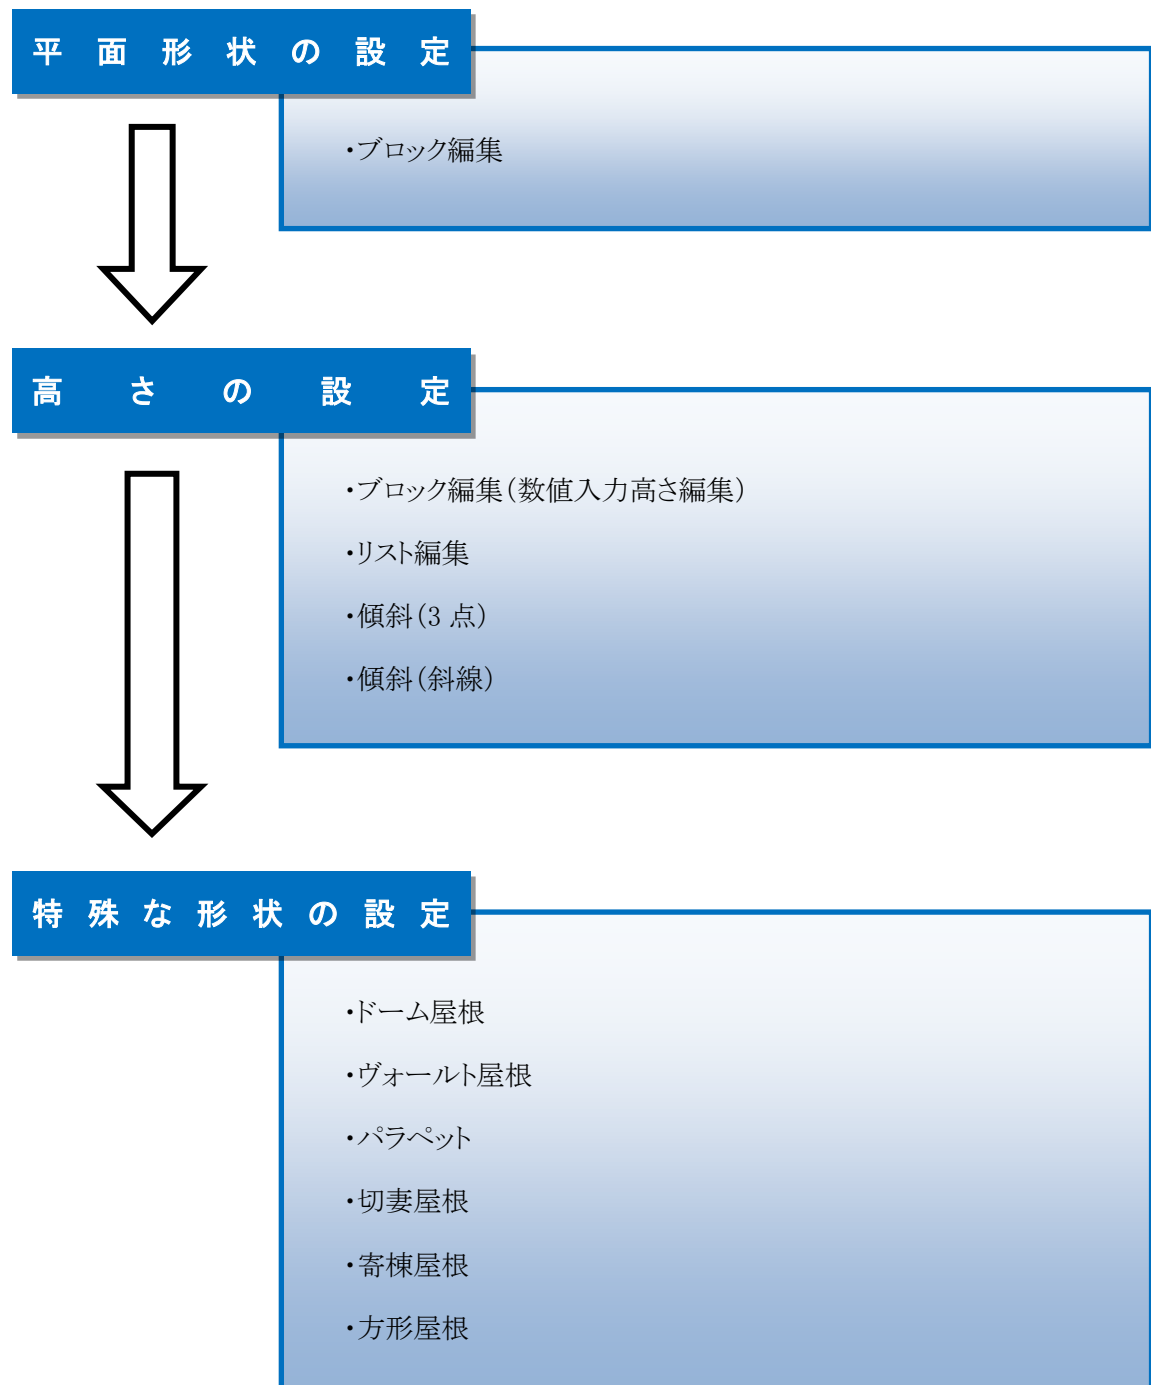 平面形状の設定
・ブロック編集
高さの設定
・ブロック編集(数値入力高さ編集)
・リスト編集
・傾斜(3 点)
・傾斜(斜線)
特殊な形状の設定
・ドーム屋根
・ヴォールト屋根
・パラペット
・切妻屋根
・寄棟屋根
・方形屋根